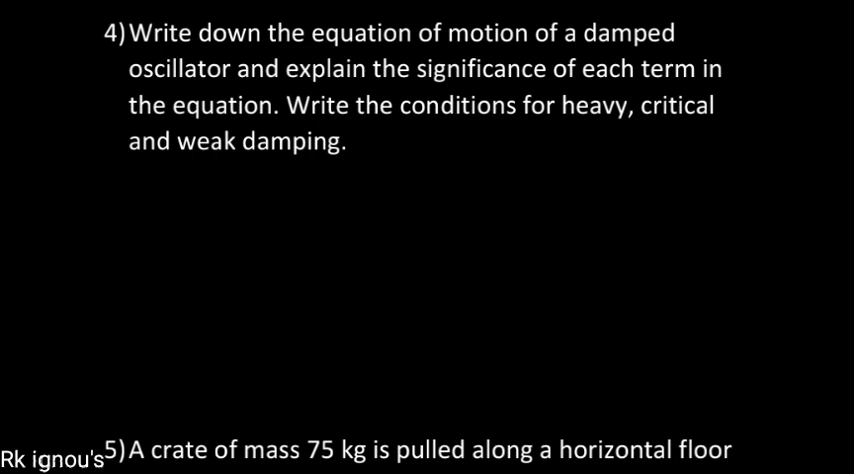 4)Write down the equation of motion of a damped
oscillator and explain the significance of each term in
the equation. Write the conditions for heavy, critical
and weak damping.
5)A crate of mass 75 kg is pulled along a horizontal floor
Rk ignou's